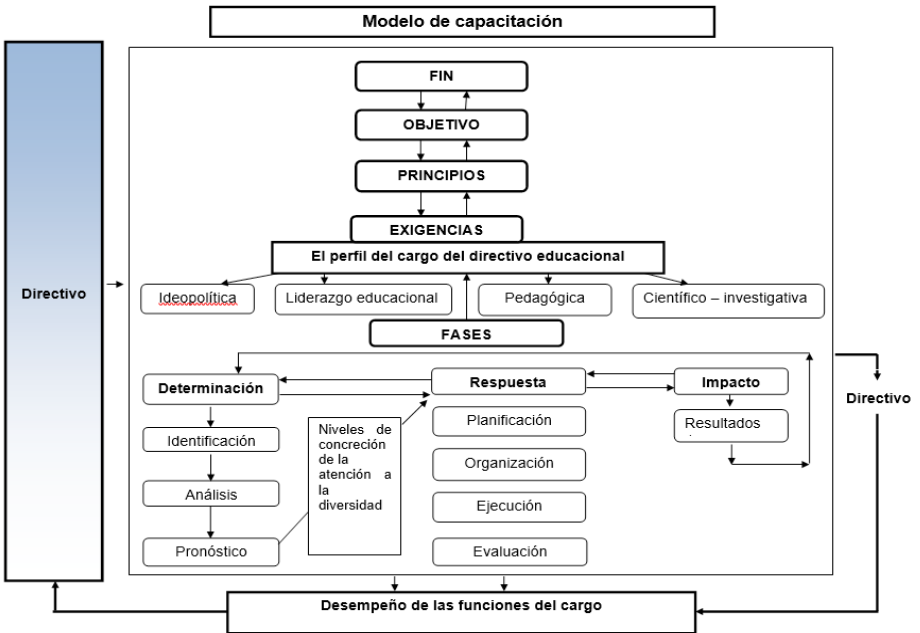 Modelo de capacitación
FIN
OBJETIVO
PRINCIPIOS
EXIGENCIAS
El perfil del cargo del directivo educacional
Directivo
Ideopolítica
Liderazgo educacional
Pedagógica
Científico – investigativa
FASES
Determinación
Respuesta
Impacto
Directivo
Identificación
Análisis
Pronóstico
Niveles de
concreción
de la
atención a
la
diversidad
Planificación
Organización
Ejecución
Evaluación
Resultados
.
Desempeño de las funciones del cargo